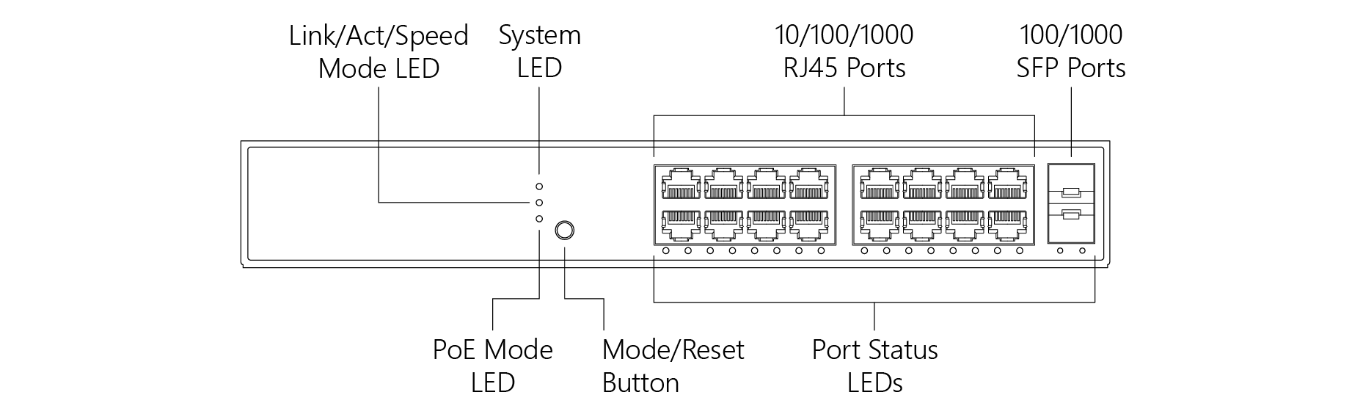 Link/Act/Speed
Mode LED
System
LED
10/100/1000
RJ45 Ports
100/1000
SFP Ports
PoE Mode
LED
Mode/Reset
Button
Port Status
LEDs